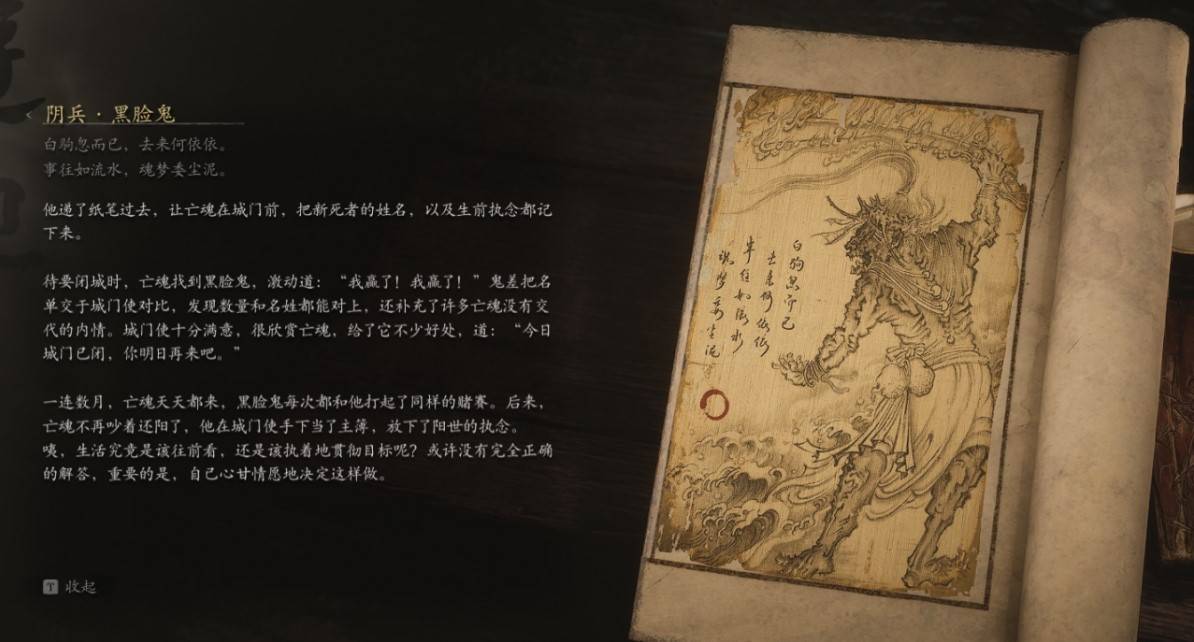 阴兵·黑脸鬼
白驹忽而已，去来何依依。
事往如流水，魂梦委尘泥。
他递了纸笔过去，让亡魂在城门前，把新死者的姓名，以及生前执念都记
下来。
待要闭城时，亡魂找到黑脸鬼，激动道：“我赢了！我赢了！”鬼差把名
单交于城门使对比，发现数量和名姓都能对上，还补充了许多亡魂没有交
代的内情。城门使十分满意，很欣赏亡魂，给了它不少好处，道：“今日
城门已闭，你明日再来吧。”
一连数月，亡魂天天都来，黑脸鬼每次都和他打起了同样的赌赛。后来，
亡魂不再吵着还阳了，他在城门使手下当了主薄，放下了阳世的执念。
咦，生活究竟是该往前看，还是该执着地贯彻目标呢？或许没有完全正确
的解答，重要的是，自己心甘情愿地决定这样做。
T 收起
白驹忽而已
去来何依依
事往如流水
魂梦委尘泥